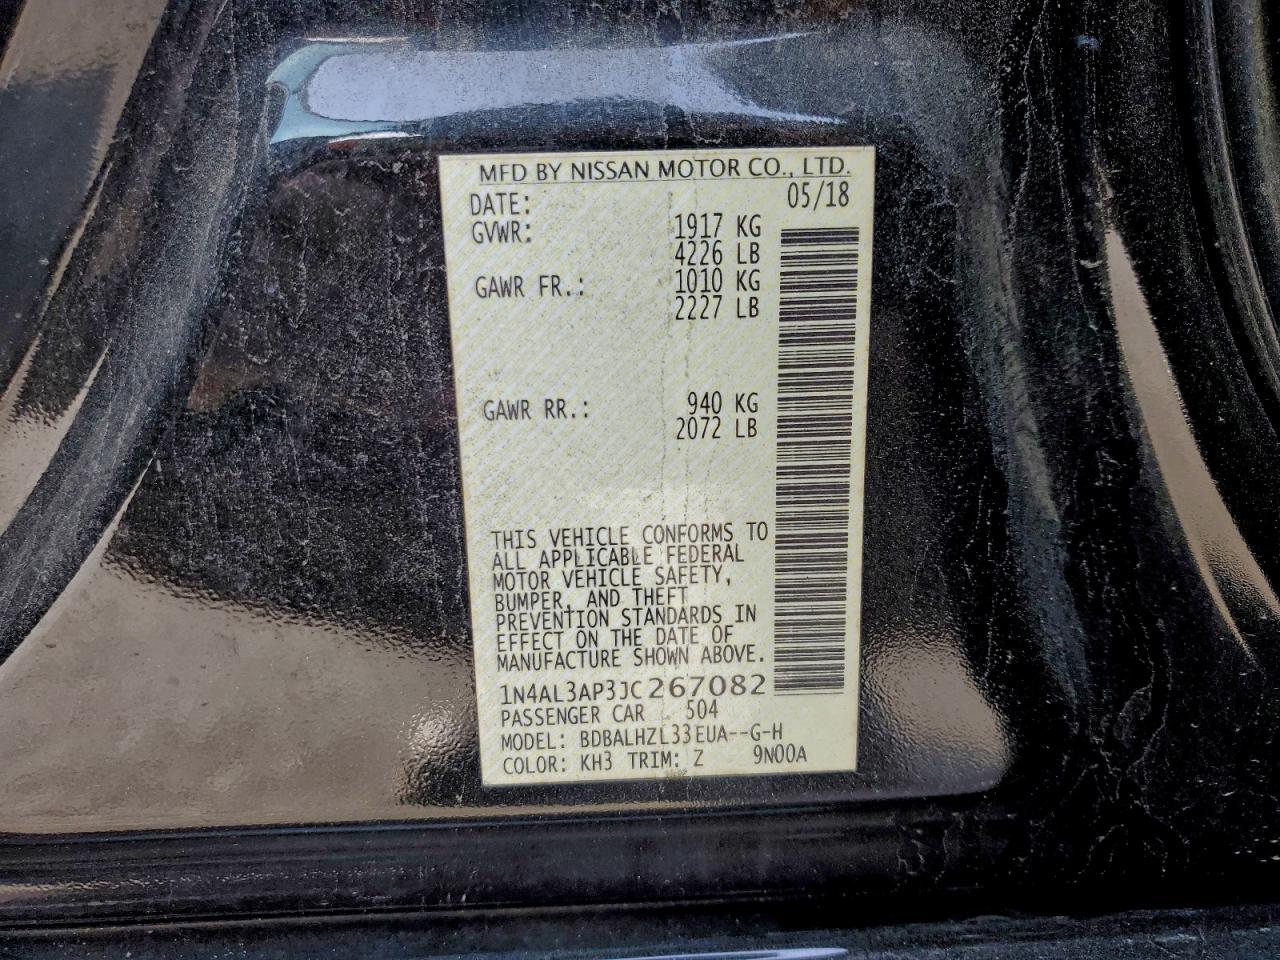 MFD BY NISSAN MOTOR CO., LTD.
DATE: 05/18
GVWR: 1917 KG
4226 LB
GAWR FR.: 1010 KG
2227 LB
GAWR RR.: 940 KG
2072 LB
THIS VEHICLE CONFORMS TO
ALL APPLICABLE FEDERAL
MOTOR VEHICLE SAFETY,
BUMPER, AND THEFT
PREVENTION STANDARDS IN
EFFECT ON THE DATE OF
MANUFACTURE SHOWN ABOVE.
1N4AL3AP3JC267082
PASSENGER CAR 504
MODEL: BDBALHZL33EUA--G-H
COLOR: KH3 TRIM: Z 9N00A